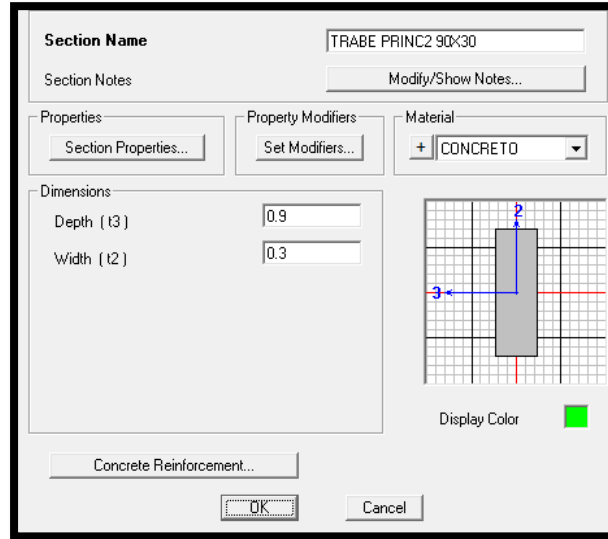 Section Name TRABE PRINC2 90X30
Section Notes Modify/Show Notes...
Properties Property Modifiers Material
Section Properties... Set Modifiers... + CONCRETO
Dimensions
Depth ( t3 ) 0.9
Width ( t2 ) 0.3
2
3
Display Color
Concrete Reinforcement...
OK Cancel